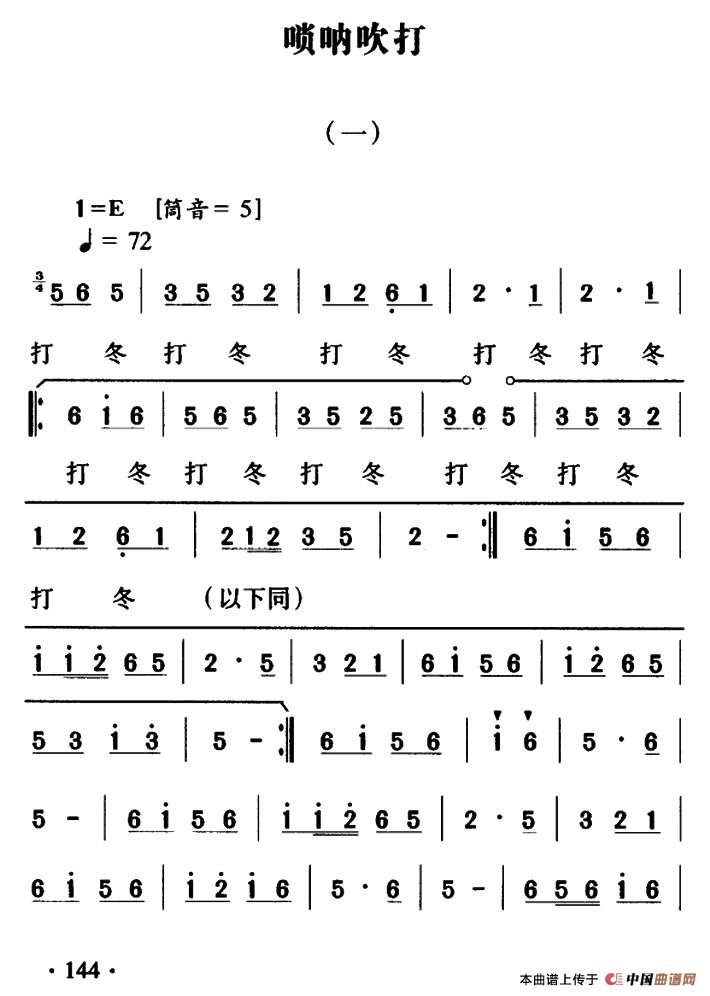 唢呐吹打
（一）
1=E [筒音= 5]
♩= 72
3/4 5 6 5 | 3 5 3 2 | 1 2 6̣ 1 | 2 · 1 | 2 · 1 |
打 冬 打 冬 打 冬 打 冬 打 冬
‖: 6 i̇ 6 | 5 6 5 | 3 5 2 5 | 3 6 5 | 3 5 3 2 |
打 冬 打 冬 打 冬 打 冬 打 冬
1 2 6̣ 1 | 2 1 2 3 5 | 2 - :‖ 6 i̇ 5 6 |
打 冬 （以下同）
i̇ i̇ 2̇ 6 5 | 2 · 5 | 3 2 1 | 6 i̇ 5 6 | i̇ 2̇ 6 5 |
5 3 i̇ 3̇ | 5 - :‖ 6 i̇ 5 6 | i̇ 6 | 5 · 6 |
5 - | 6 i̇ 5 6 | i̇ i̇ 2̇ 6 5 | 2 · 5 | 3 2 1 |
6 i̇ 5 6 | i̇ 2̇ i̇ 6 | 5 · 6 | 5 - | 6 5 6 i̇ 6 |
· 144 ·
本曲谱上传于 中国曲谱网